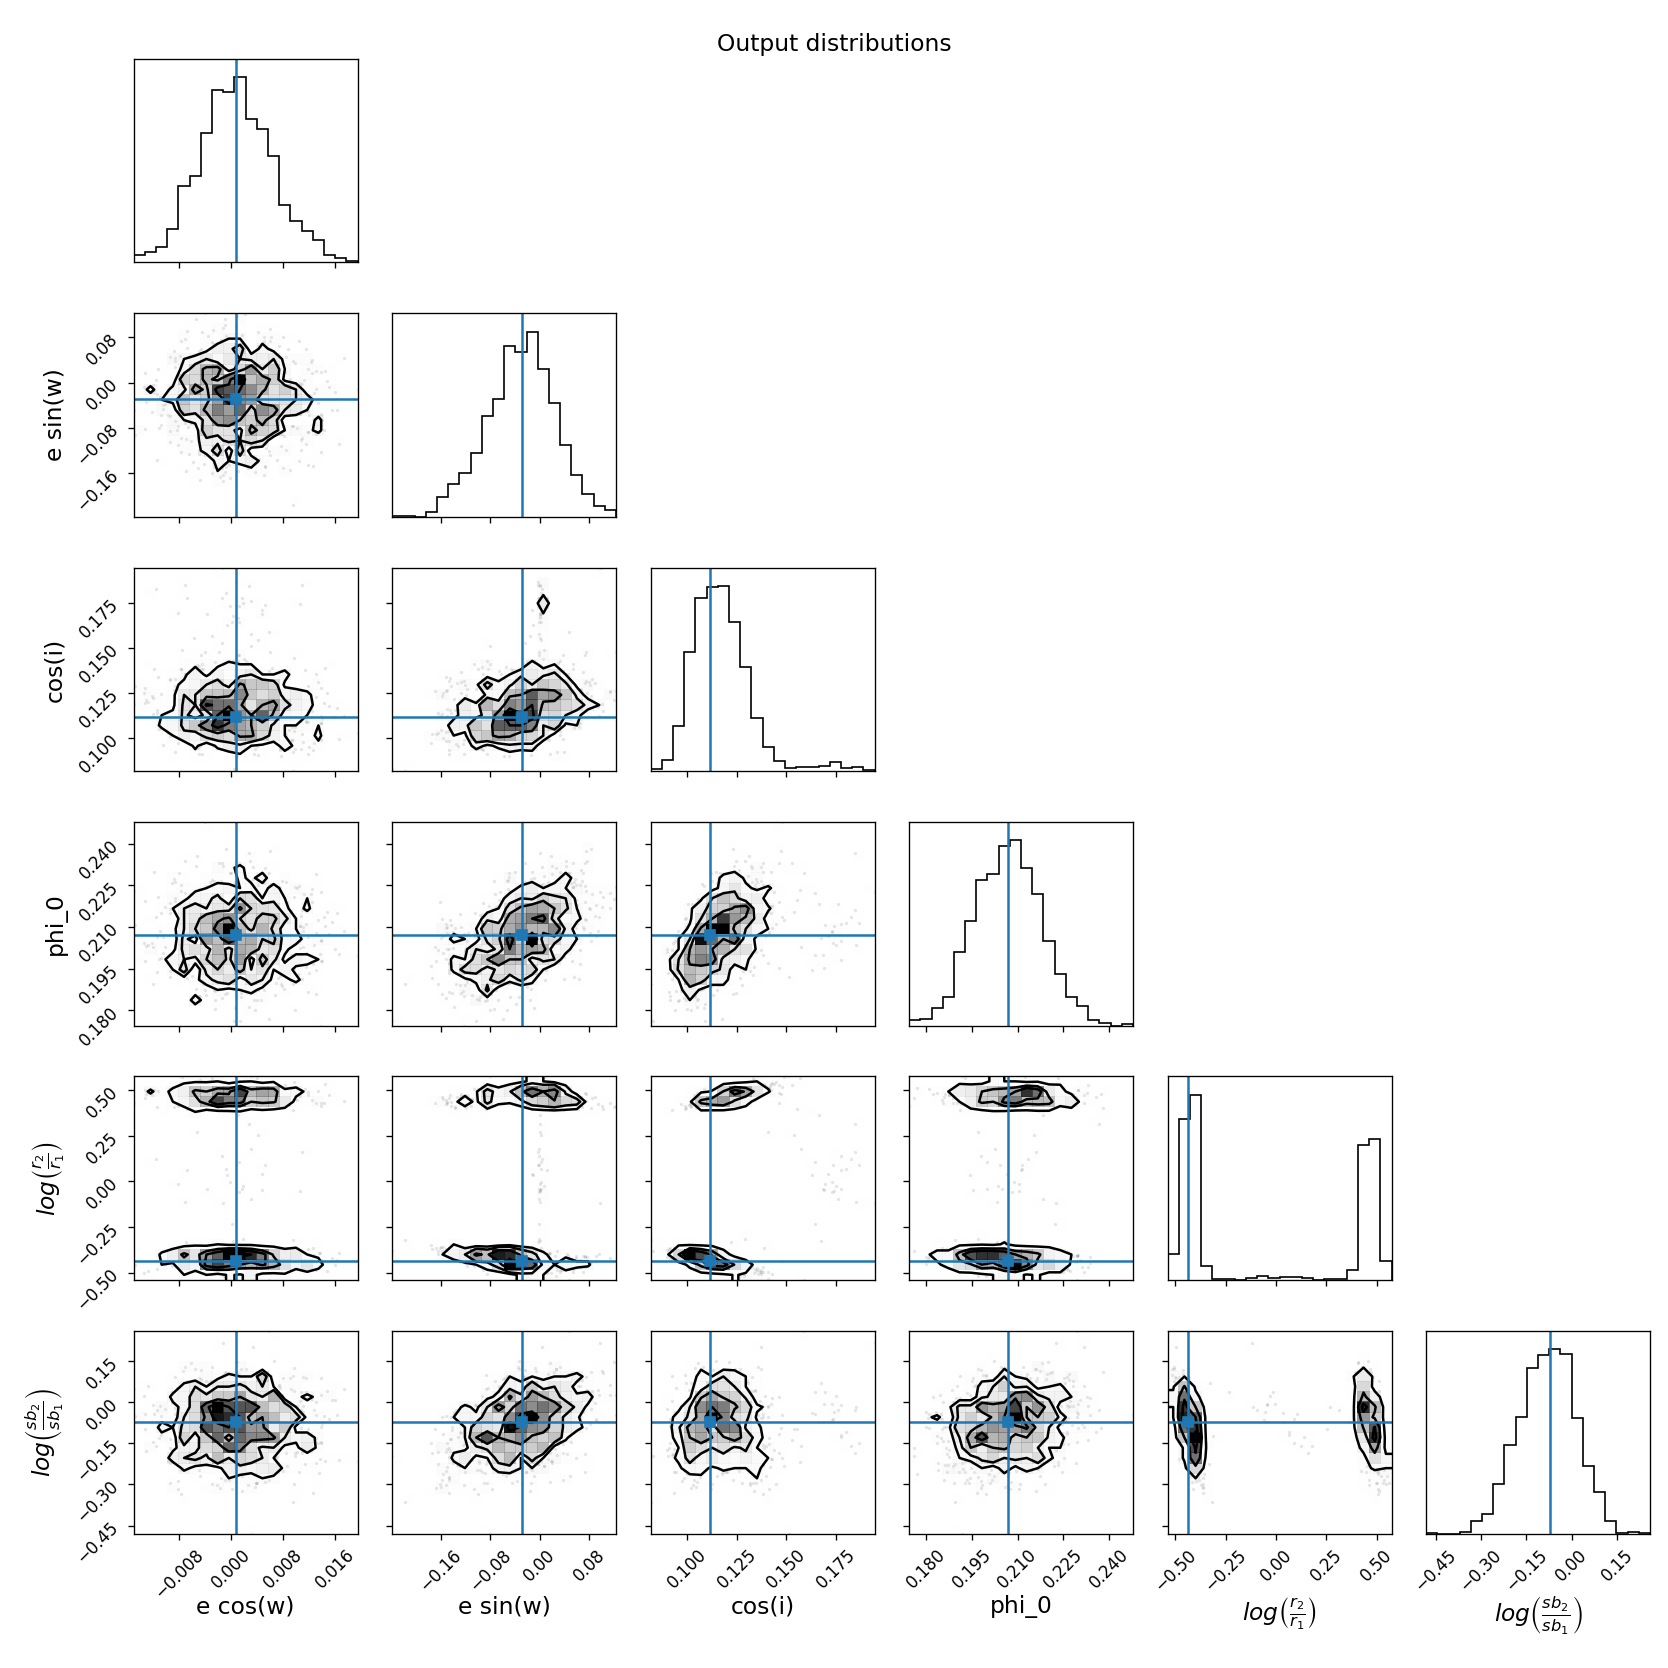 Output distributions
e sin(w)
0.08
0.00
−0.08
−0.16
cos(i)
0.175
0.150
0.125
0.100
phi_0
0.240
0.225
0.210
0.195
0.180
log(r₂/r₁)
0.50
0.25
0.00
−0.25
−0.50
log(sb₂/sb₁)
0.15
0.00
−0.15
−0.30
−0.45
−0.008 0.000 0.008 0.016
−0.16 −0.08 0.00 0.08
0.100 0.125 0.150 0.175
0.180 0.195 0.210 0.225 0.240
−0.50 −0.25 0.00 0.25 0.50
−0.45 −0.30 −0.15 0.00 0.15
e cos(w)
e sin(w)
cos(i)
phi_0
log(r₂/r₁)
log(sb₂/sb₁)